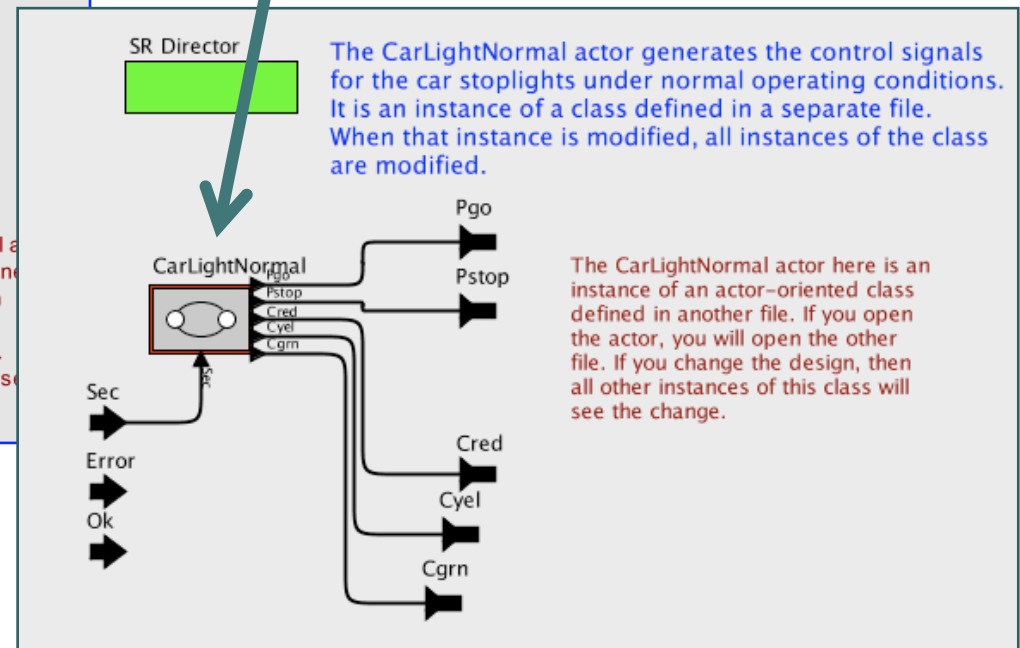 SR Director
The CarLightNormal actor generates the control signals
for the car stoplights under normal operating conditions.
It is an instance of a class defined in a separate file.
When that instance is modified, all instances of the class
are modified.
Pgo
Pstop
CarLightNormal
Pgo
Pstop
Cred
Cyel
Cgrn
Sec
The CarLightNormal actor here is an
instance of an actor-oriented class
defined in another file. If you open
the actor, you will open the other
file. If you change the design, then
all other instances of this class will
see the change.
Sec
Error
Ok
Cred
Cyel
Cgrn